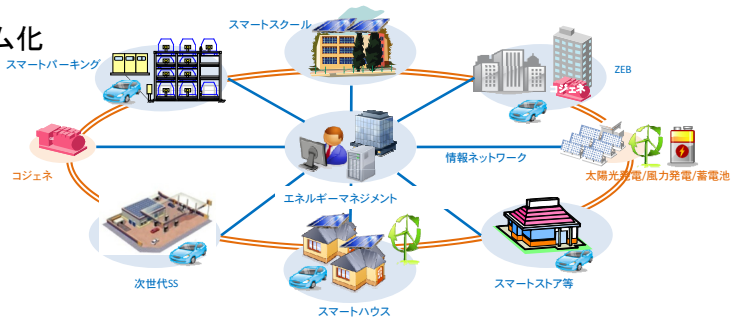 ム化
スマートスクール
スマートパーキング
ZEB
コジェネ
コジェネ
情報ネットワーク
太陽光発電/風力発電/蓄電池
エネルギーマネジメント
次世代SS
スマートストア等
スマートハウス